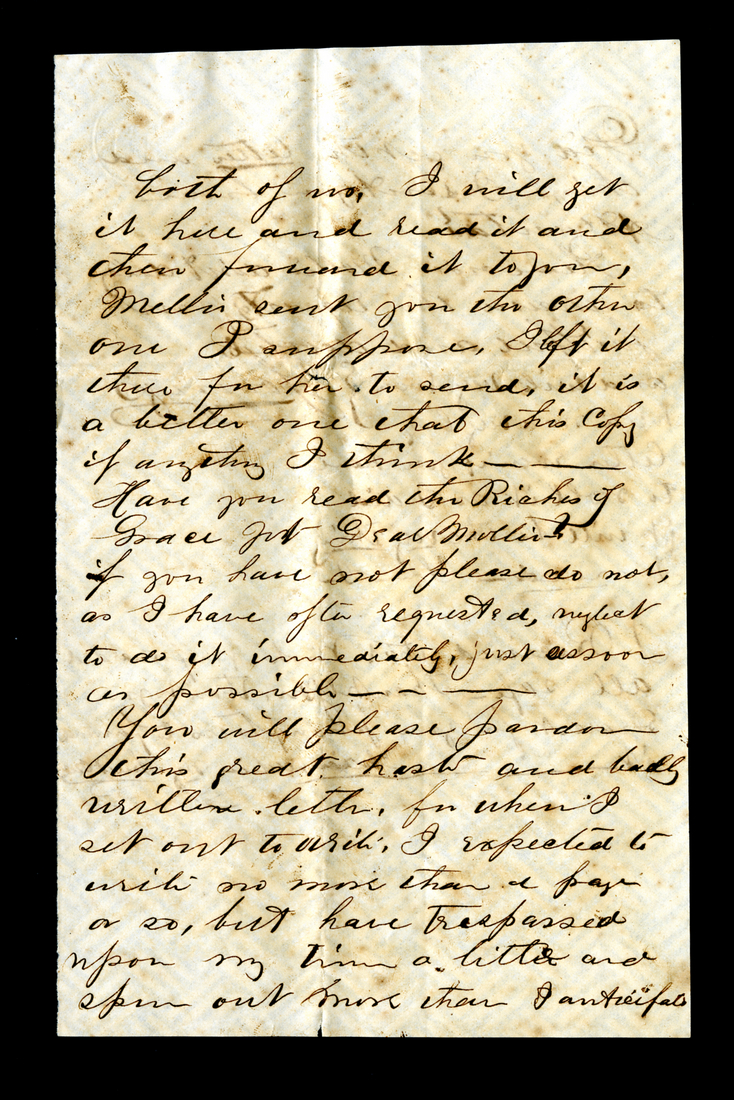 both of us, I will get
it here and read it and
then forward it to you,
Mollie sent you the other
one I suppose, I left it
there for her to send, it is
a better one that this Copy
if anything I think — —
Have you read the Riches of
Grace yet Dear Mollie?
if you have not please do not,
as I have ofter requested, neglect
to do it immediately, just as soon
as possible — - —
You will please pardon
this great haste and badly
written letter, for when I
set out to write, I expected to
write no more than a page
or so, but have trespassed
upon my time a little and
spun out more than I anticipate